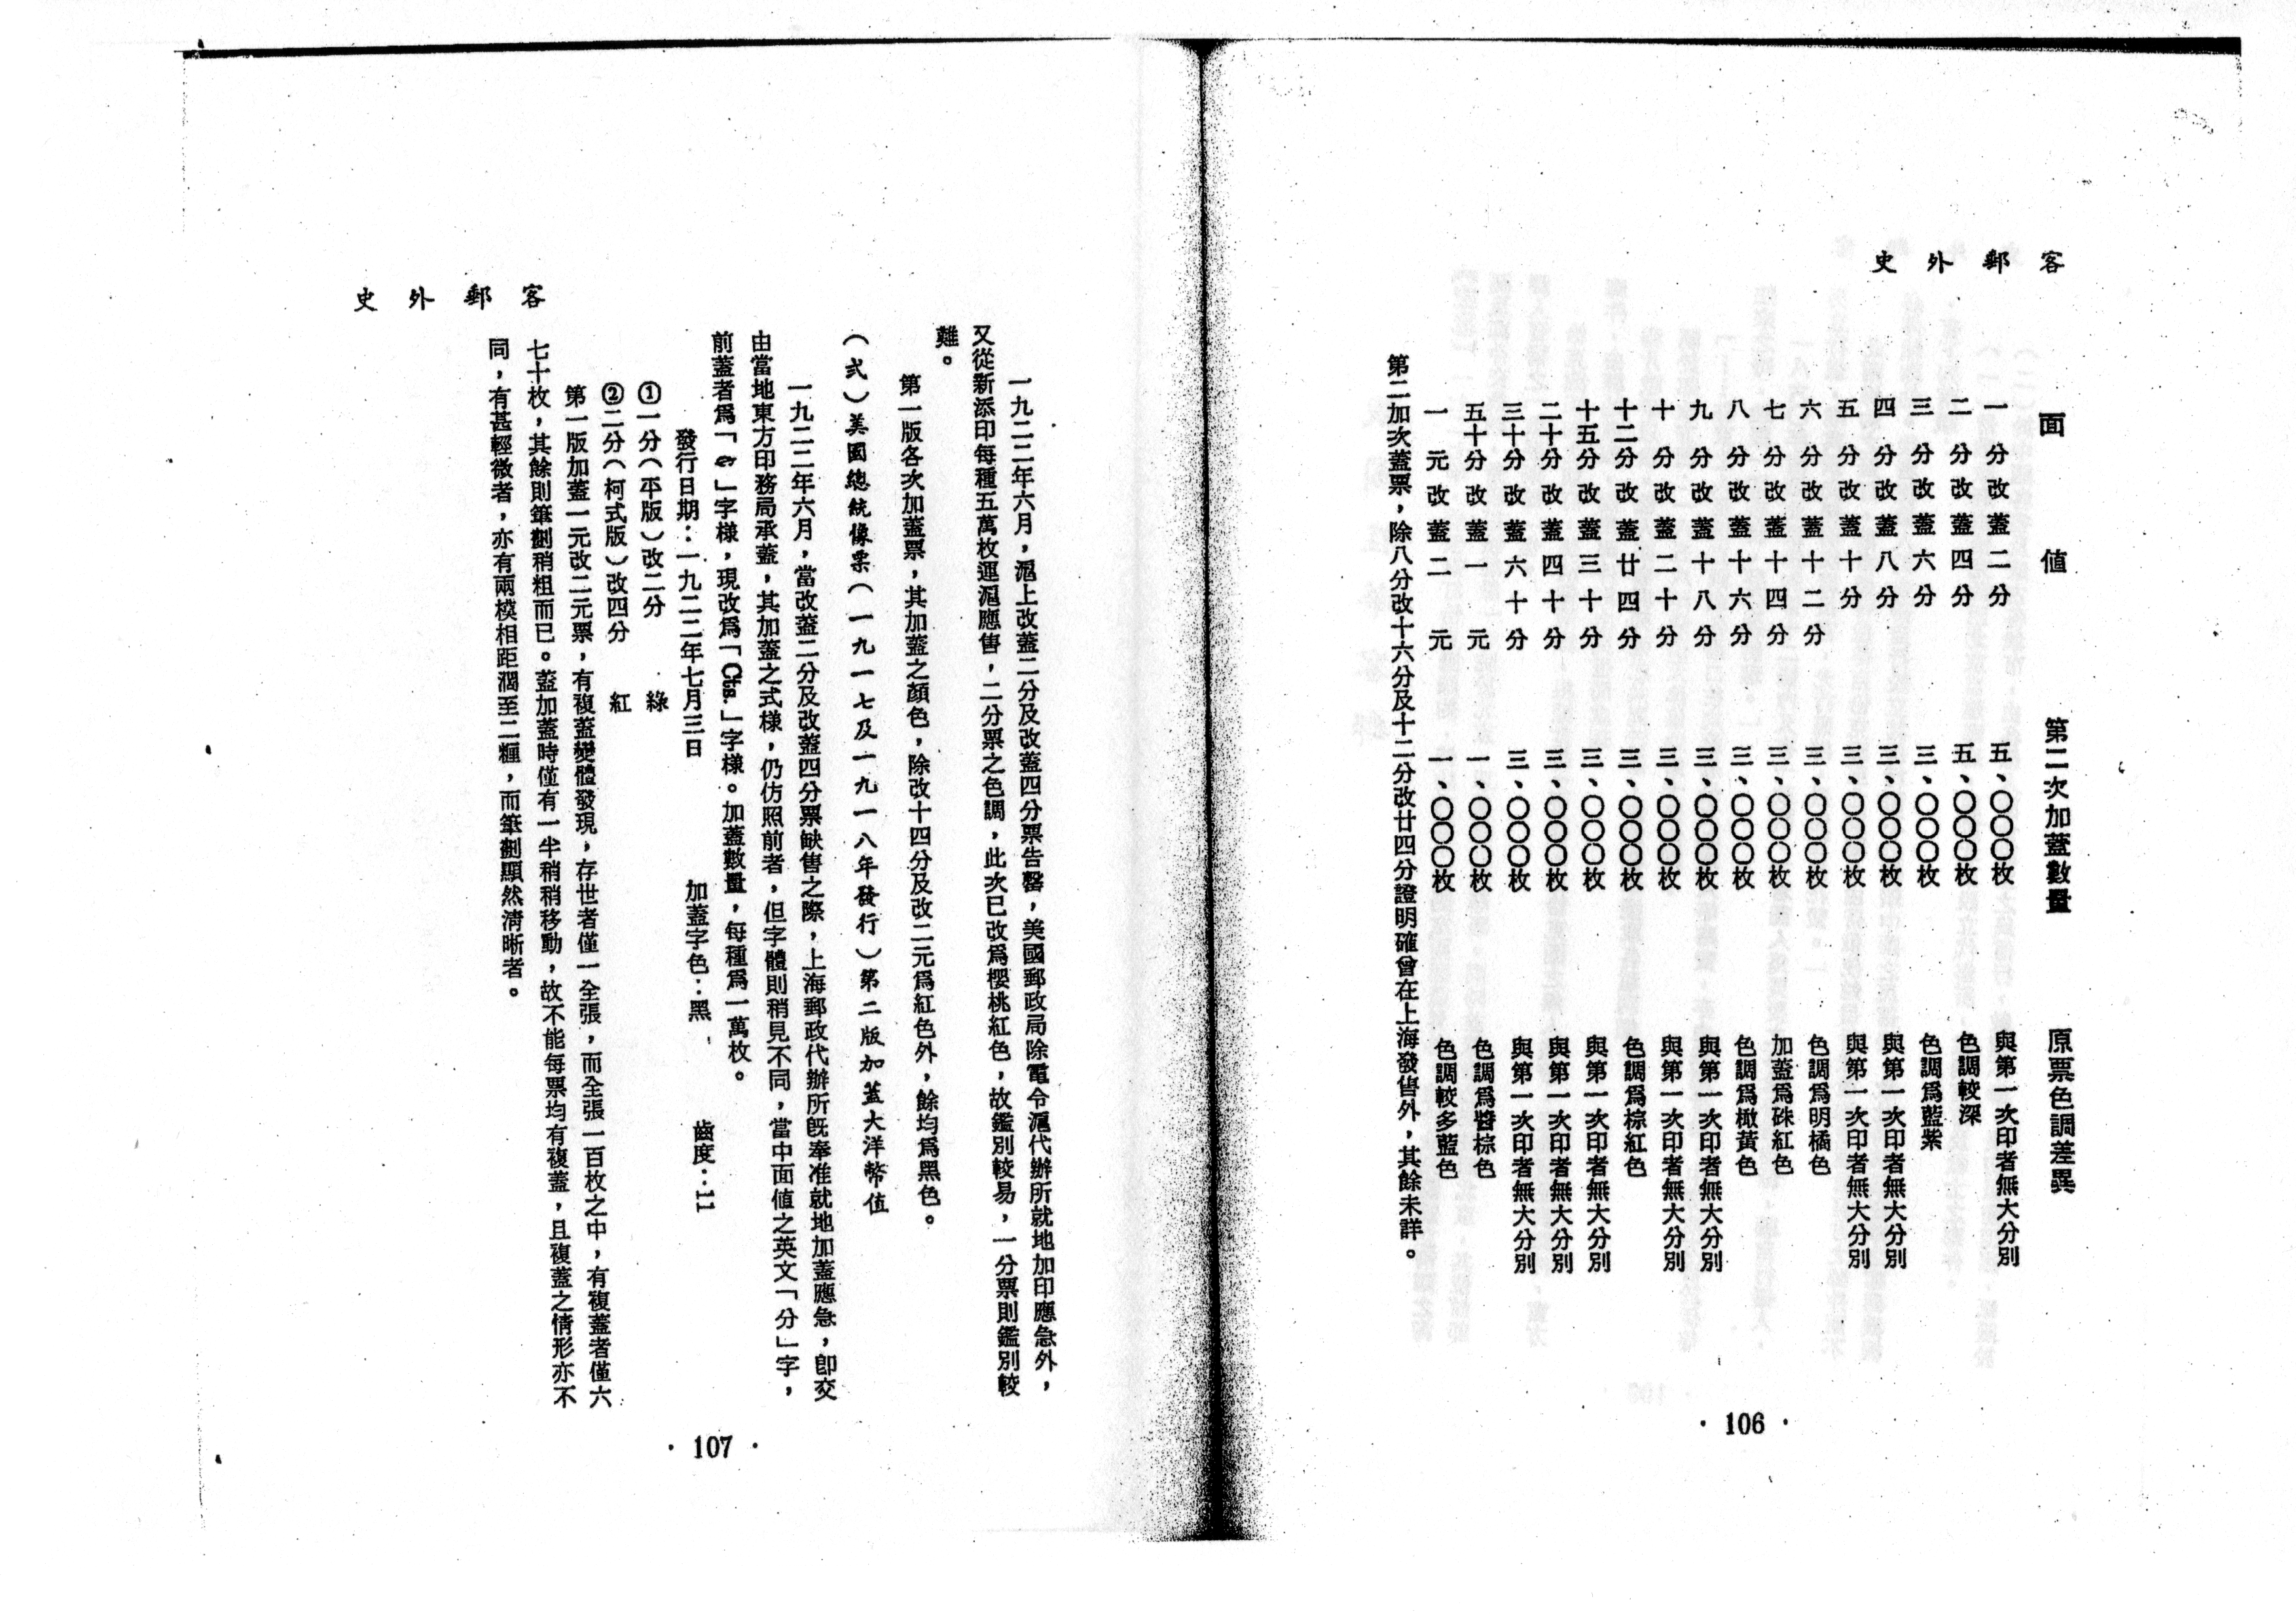 客郵外史
面值　第二次加蓋數量　原票色調差異
一分改蓋二分　五、〇〇〇枚　與第一次印者無大分別
二分改蓋四分　五、〇〇〇枚　色調較深
三分改蓋六分　三、〇〇〇枚　色調爲藍紫
四分改蓋八分　三、〇〇〇枚　與第一次印者無大分別
五分改蓋十分　三、〇〇〇枚　與第一次印者無大分別
六分改蓋十二分　三、〇〇〇枚　色調爲明橘色
七分改蓋十四分　三、〇〇〇枚　加蓋爲硃紅色
八分改蓋十六分　三、〇〇〇枚　色調爲橄黃色
九分改蓋十八分　三、〇〇〇枚　與第一次印者無大分別
十分改蓋二十分　三、〇〇〇枚　與第一次印者無大分別
十二分改蓋廿四分　三、〇〇〇枚　色調爲棕紅色
十五分改蓋三十分　三、〇〇〇枚　與第一次印者無大分別
二十分改蓋四十分　三、〇〇〇枚　與第一次印者無大分別
三十分改蓋六十分　三、〇〇〇枚　與第一次印者無大分別
五十分改蓋一元　一、〇〇〇枚　色調爲醬棕色
一元改蓋二元　一、〇〇〇枚　色調較多藍色
第二加次蓋票，除八分改十六分及十二分改廿四分證明確曾在上海發售外，其餘未詳。
· 106 ·
一九二二年六月，滬上改蓋二分及改蓋四分票告罄，美國郵政局除電令滬代辦所就地加印應急外，
又從新添印每種五萬枚運滬應售，二分票之色調，此次已改爲櫻桃紅色，故鑑別較易，一分票則鑑別較
難。
第一版各次加蓋票，其加蓋之顏色，除改十四分及改二元爲紅色外，餘均爲黑色。
（弍）美國總統像票（一九一七及一九一八年發行）第二版加蓋大洋幣值
一九二二年六月，當改蓋二分及改蓋四分票缺售之際，上海郵政代辦所旣奉准就地加蓋應急，卽交
由當地東方印務局承蓋，其加蓋之式樣，仍仿照前者，但字體則稍見不同，當中面値之英文「分」字，
前蓋者爲「¢」字樣，現改爲「Cts.」字樣。加蓋數量，每種爲一萬枚。
發行日期：一九二二年七月三日　加蓋字色：黑　齒度：11
①一分（平版）改二分　綠
②二分（柯式版）改四分　紅
第一版加蓋一元改二元票，有複蓋變體發現，存世者僅一全張，而全張一百枚之中，有複蓋者僅六
七十枚，其餘則筆劃稍粗而已。蓋加蓋時僅有一半稍稍移動，故不能每票均有複蓋，且複蓋之情形亦不
同，有甚輕微者，亦有兩模相距濶至二糎，而筆劃顯然清晰者。
客郵外史
· 107 ·